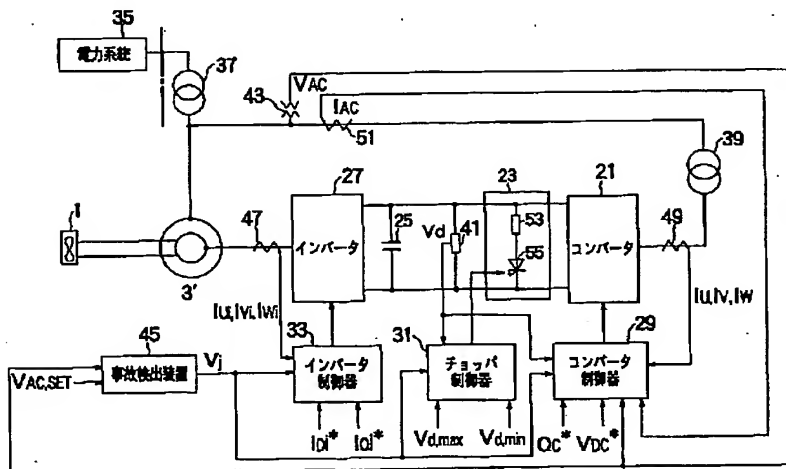 35
電力系統
37
VAC
43
IAC
51
39
27
インバータ
25
Vd
41
23
53
55
21
コンバータ
49
1
3'
47
IUi,IVi,IWi
IU,IV,IW
45
事故検出装置
VAC,SET
Vj
33
インバータ
制御器
31
チョッパ
制御器
29
コンバータ
制御器
IDi*
IQi*
Vd,max
Vd,min
QC*
VDC*